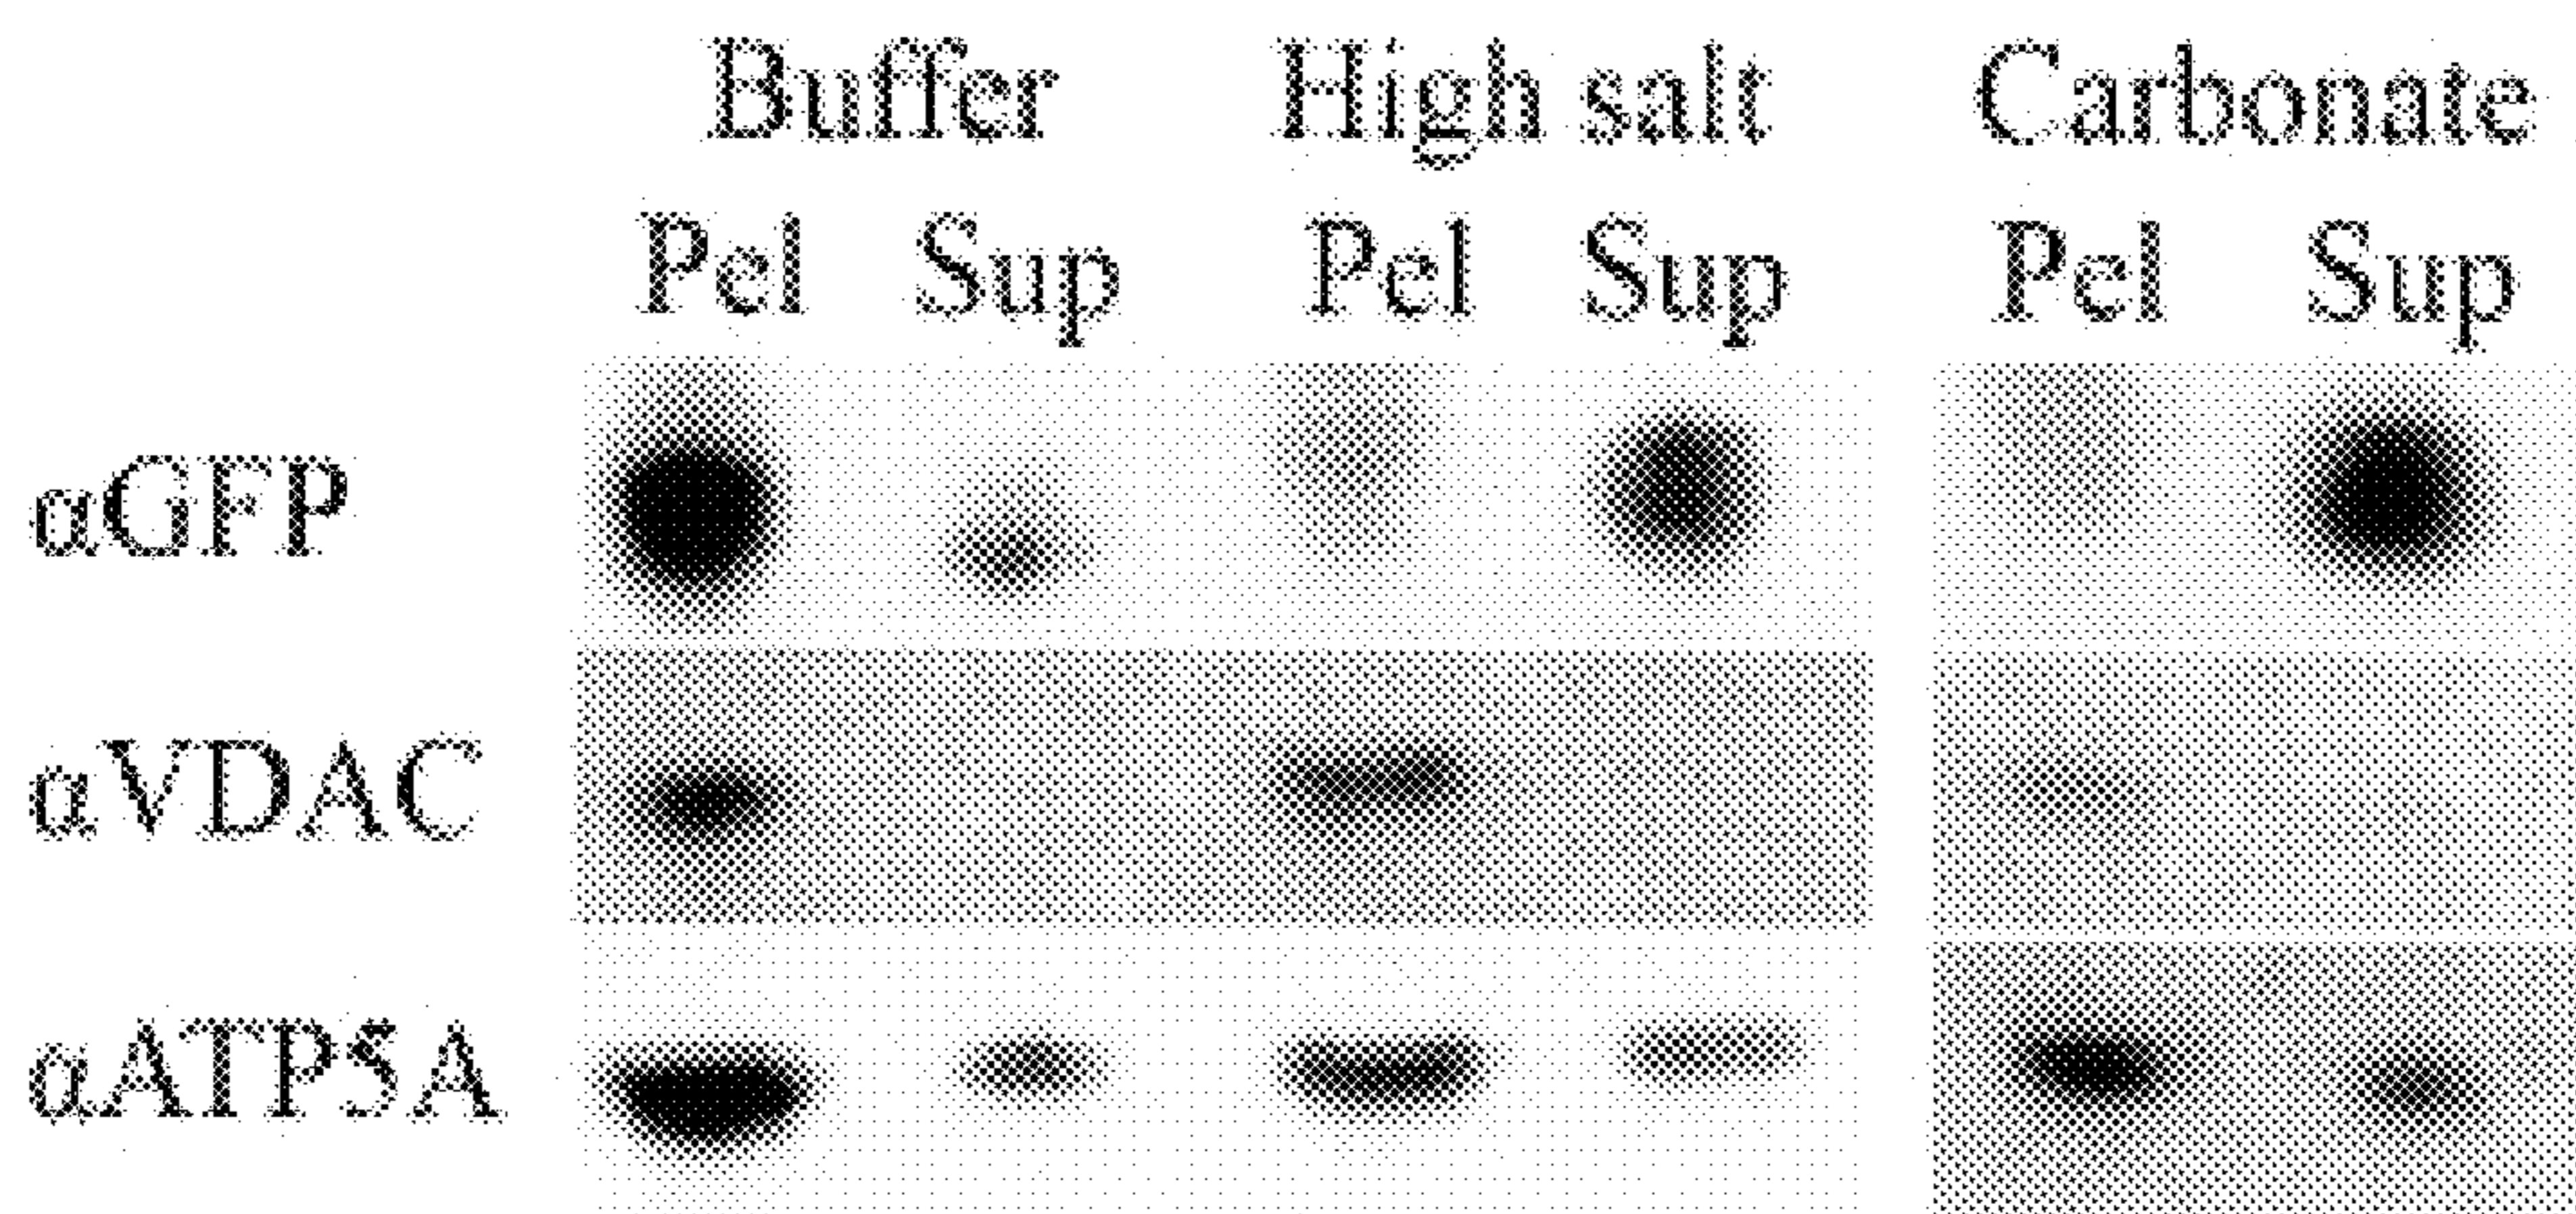 Buffer High salt Carbonate
Pel Sup Pel Sup Pel Sup
αGFP
αVDAC
αATP5A